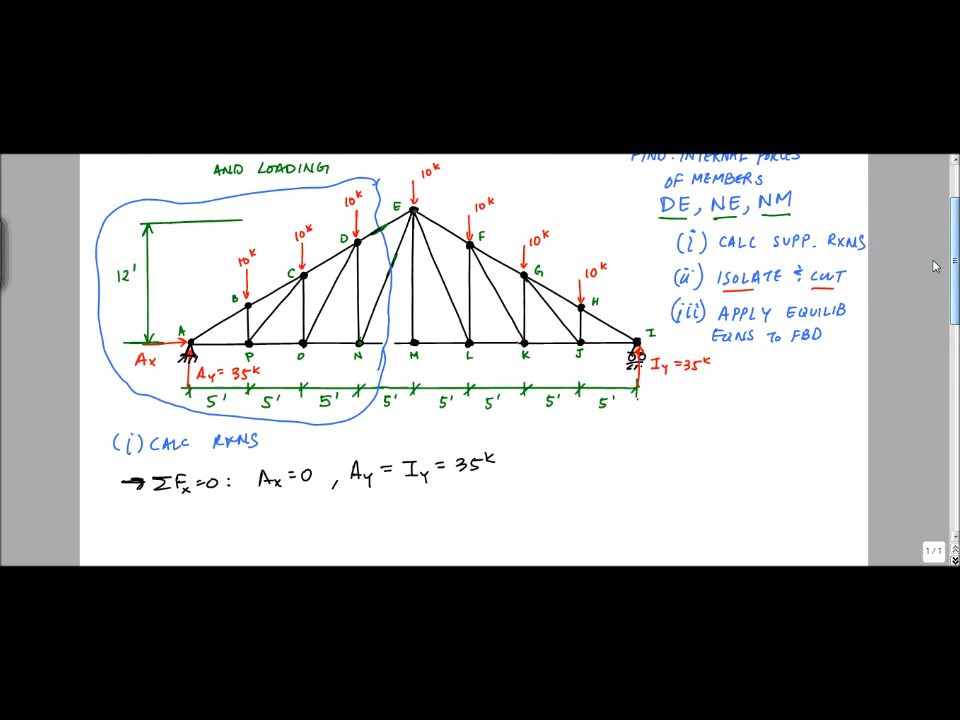 AND LOADING
FIND: INTERNAL FORCES
OF MEMBERS
DE, NE, NM
(i) CALC SUPP. RXNS
(ii) ISOLATE & CUT
(iii) APPLY EQUILIB
EQNS TO FBD
10k
10k
10k
10k
10k
10k
10k
E
D
F
C
G
B
H
12'
A
I
Ax
P
O
N
M
L
K
J
Ay = 35k
Iy = 35k
5' 5' 5' 5' 5' 5' 5' 5'
(i) CALC RXNS
→ ΣFx = 0 : Ax = 0 , Ay = Iy = 35k
1/1